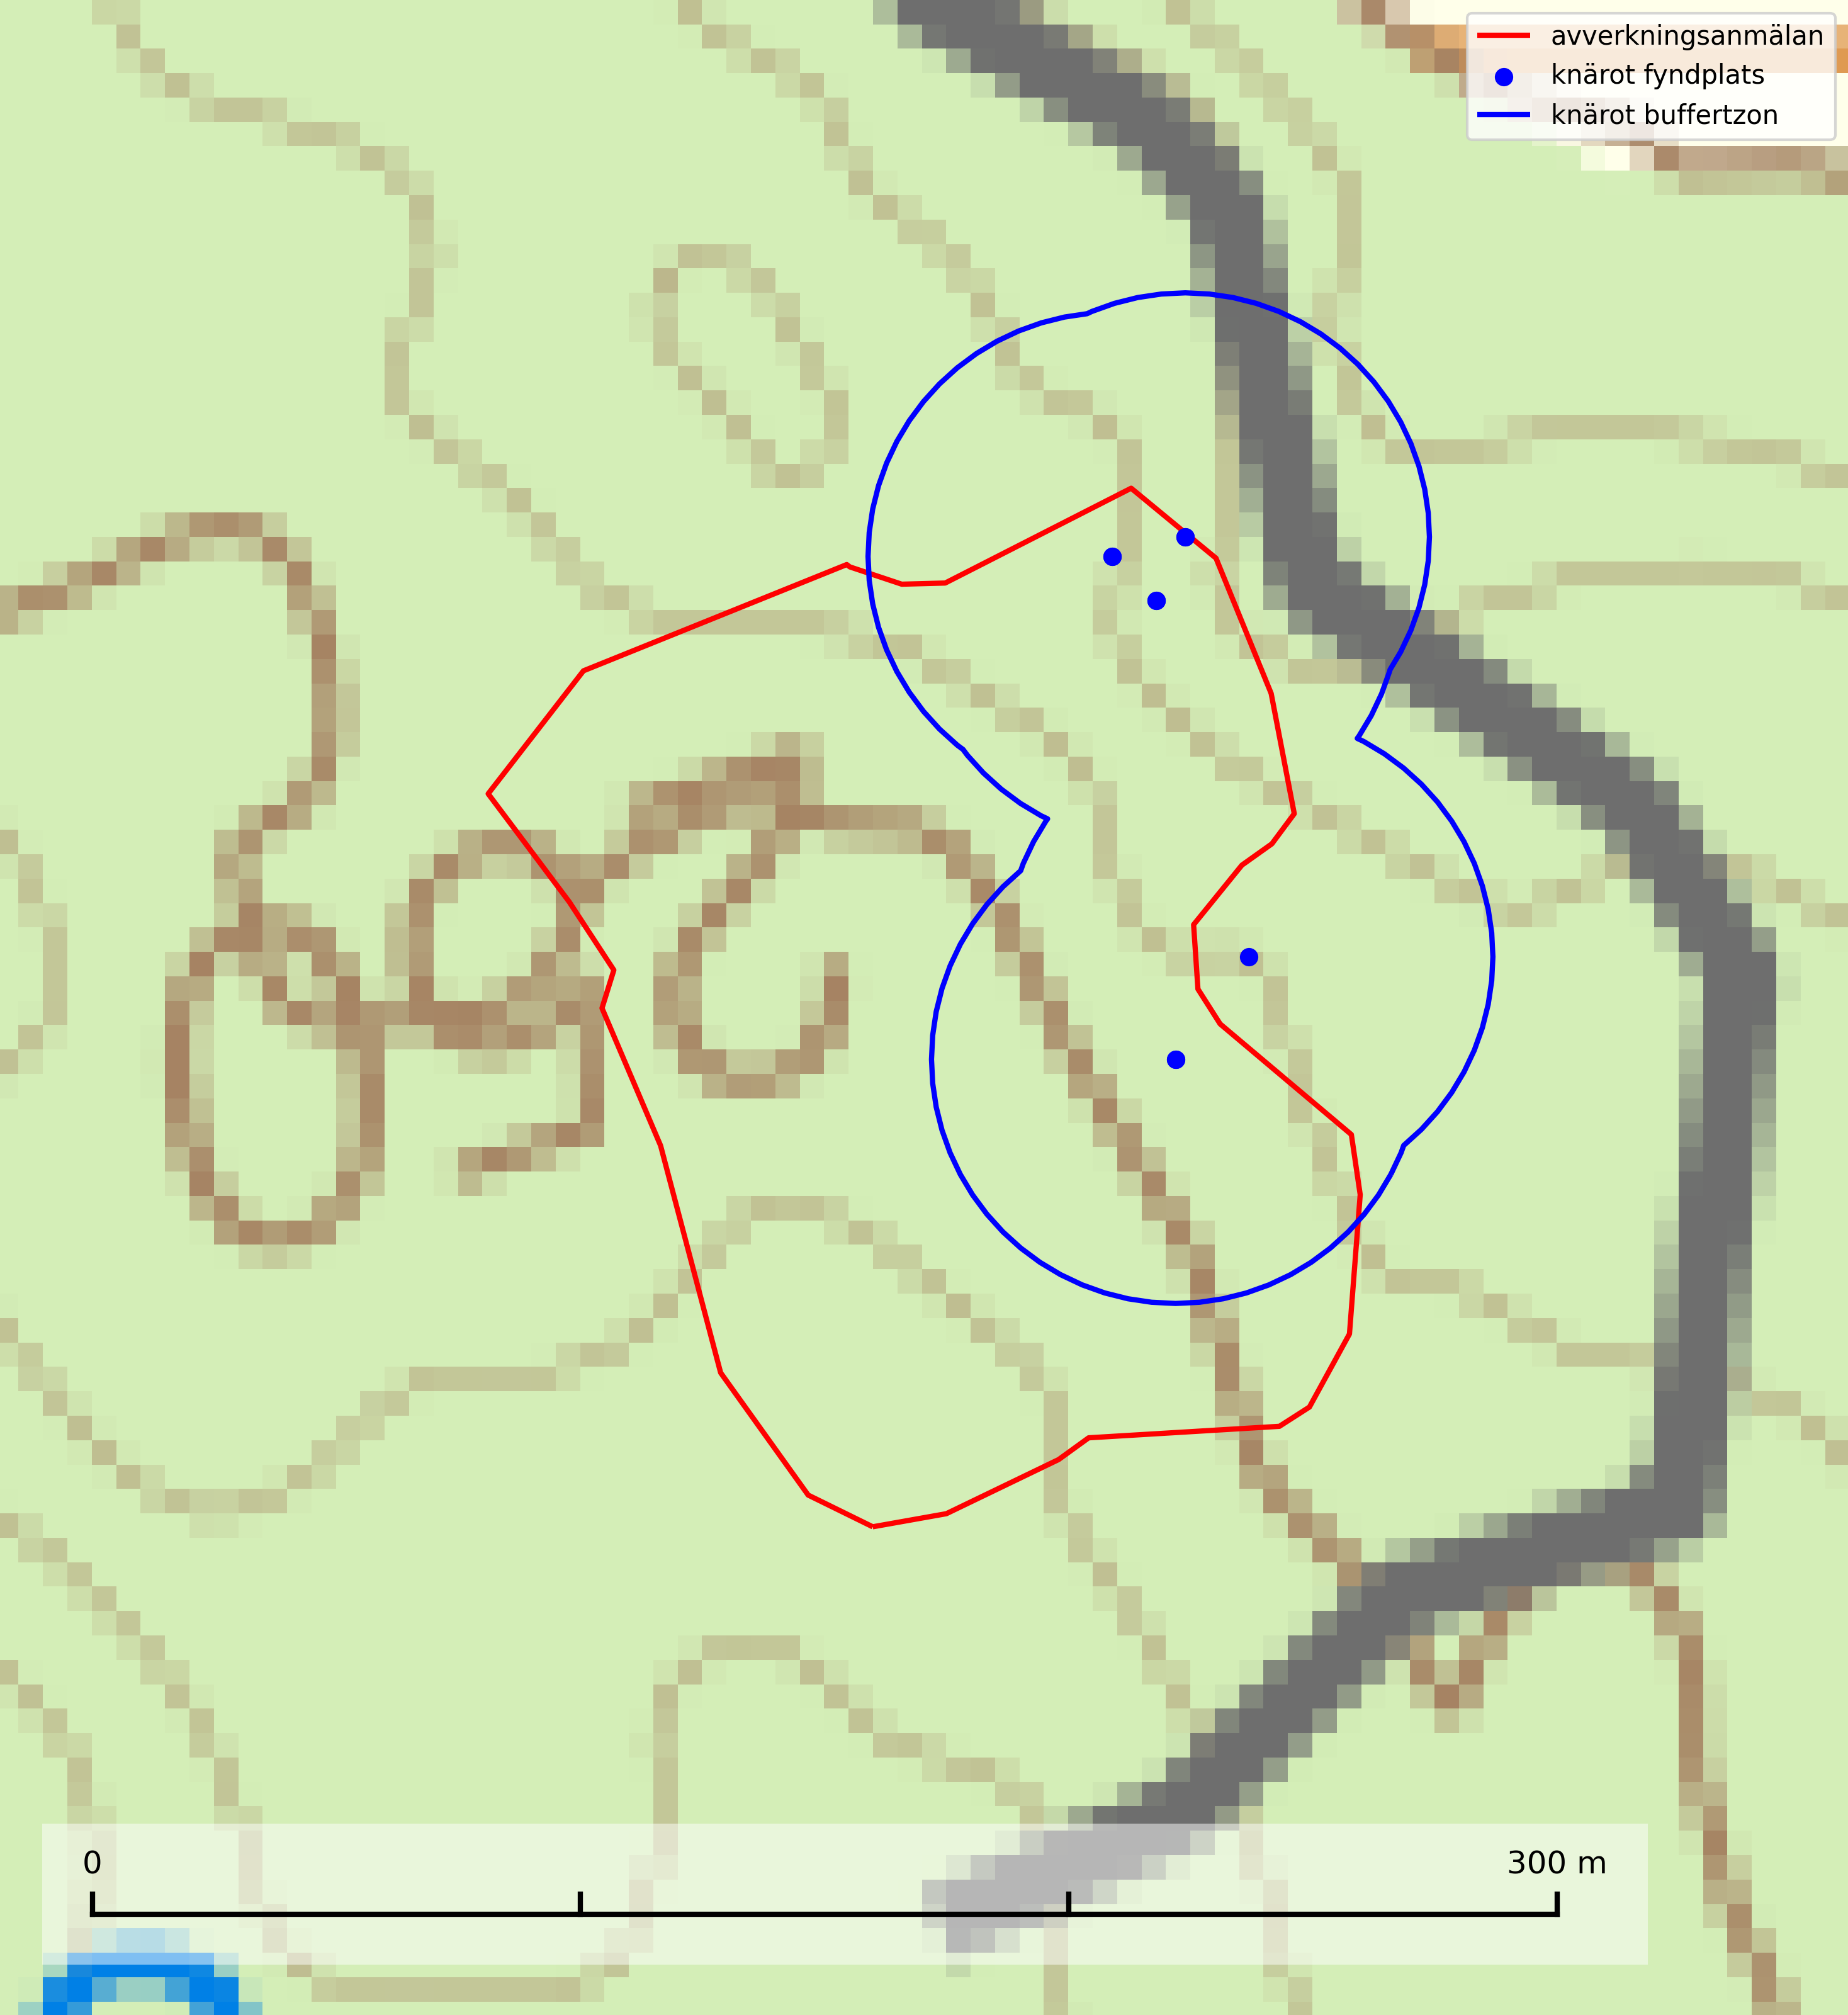 avverkningsanmälan
knärot fyndplats
knärot buffertzon
0 300 m